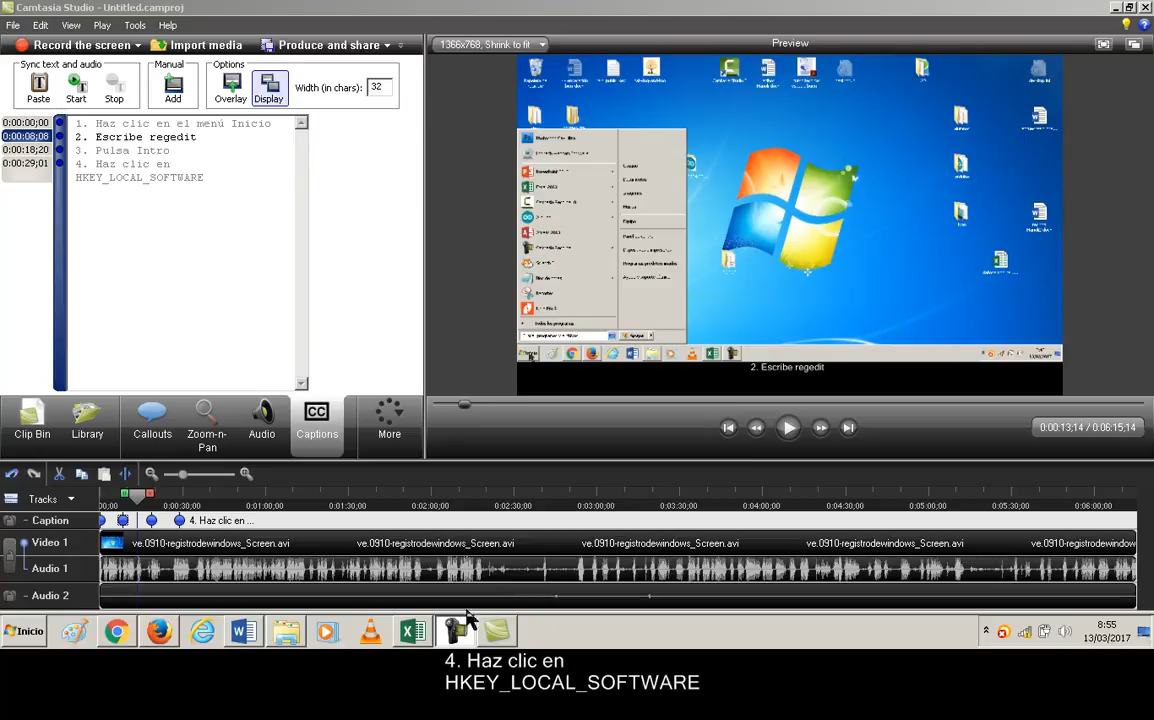 Camtasia Studio - Untitled.camproj
File Edit View Play Tools Help
Record the screen Import media Produce and share
Sync text and audio Manual Options
Paste Start Stop Add Overlay Display Width (in chars): 32
0:00:00;00 1. Haz clic en el menú Inicio
0:00:08;08 2. Escribe regedit
0:00:18;20 3. Pulsa Intro
0:00:29;01 4. Haz clic en
HKEY_LOCAL_SOFTWARE
1366x768, Shrink to fit Preview
2. Escribe regedit
Clip Bin Library Callouts Zoom-n-Pan Audio CC Captions More
0:00:13;14 / 0:06:15;14
Tracks 00;00 0:00:30;00 0:01:00;00 0:01:30;00 0:02:00;00 0:02:30;00 0:03:00;00 0:03:30;00 0:04:00;00 0:04:30;00 0:05:00;00 0:05:30;00 0:06:00;00
Caption 4. Haz clic en ...
Video 1 ve.0910-registrodewindows_Screen.avi ve.0910-registrodewindows_Screen.avi ve.0910-registrodewindows_Screen.avi ve.0910-registrodewindows_Screen.avi ve.0910-registrodewindow
Audio 1
Audio 2
Inicio 8:55
13/03/2017
4. Haz clic en
HKEY_LOCAL_SOFTWARE